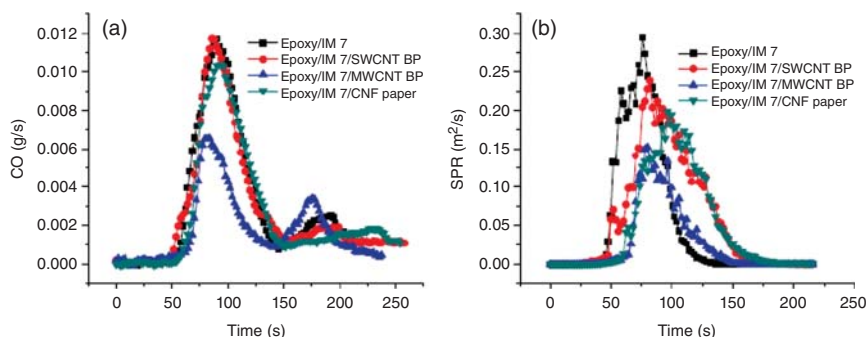 (a)
Epoxy/IM 7
Epoxy/IM 7/SWCNT BP
Epoxy/IM 7/MWCNT BP
Epoxy/IM 7/CNF paper
0.012
0.010
0.008
0.006
0.004
0.002
0.000
CO (g/s)
0 50 100 150 200 250
Time (s)
(b)
Epoxy/IM 7
Epoxy/IM 7/SWCNT BP
Epoxy/IM 7/MWCNT BP
Epoxy/IM 7/CNF paper
0.30
0.25
0.20
0.15
0.10
0.05
0.00
SPR (m²/s)
0 50 100 150 200 250
Time (s)